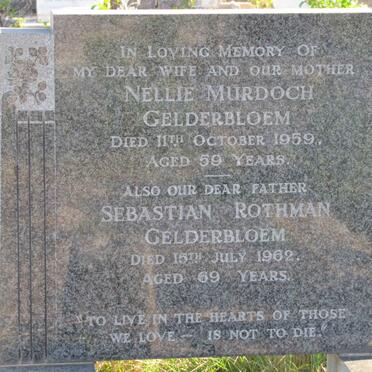 IN LOVING MEMORY OF
MY DEAR WIFE AND OUR MOTHER
NELLIE MURDOCH
GELDERBLOEM
DIED 11TH OCTOBER 1959.
AGED 59 YEARS.
ALSO OUR DEAR FATHER
SEBASTIAN ROTHMAN
GELDERBLOEM
DIED 15TH JULY 1962.
AGED 69 YEARS.
"TO LIVE IN THE HEARTS OF THOSE
WE LOVE - IS NOT TO DIE."